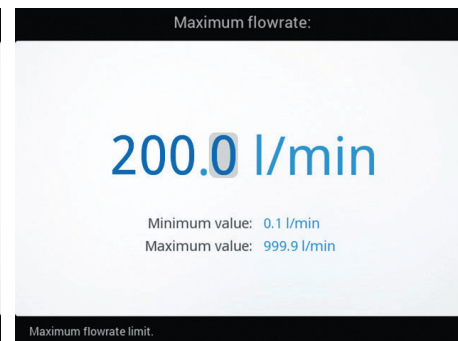 Maximum flowrate:
200.0 l/min
Minimum value: 0.1 l/min
Maximum value: 999.9 l/min
Maximum flowrate limit.